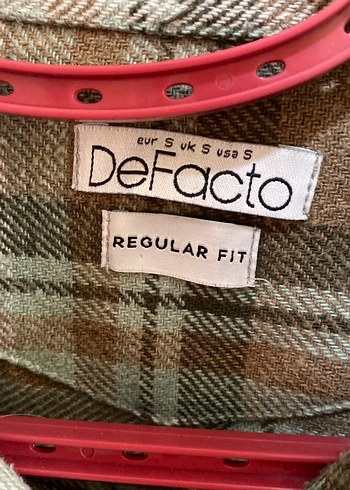 eur S uk S usa S
DeFacto
REGULAR FIT